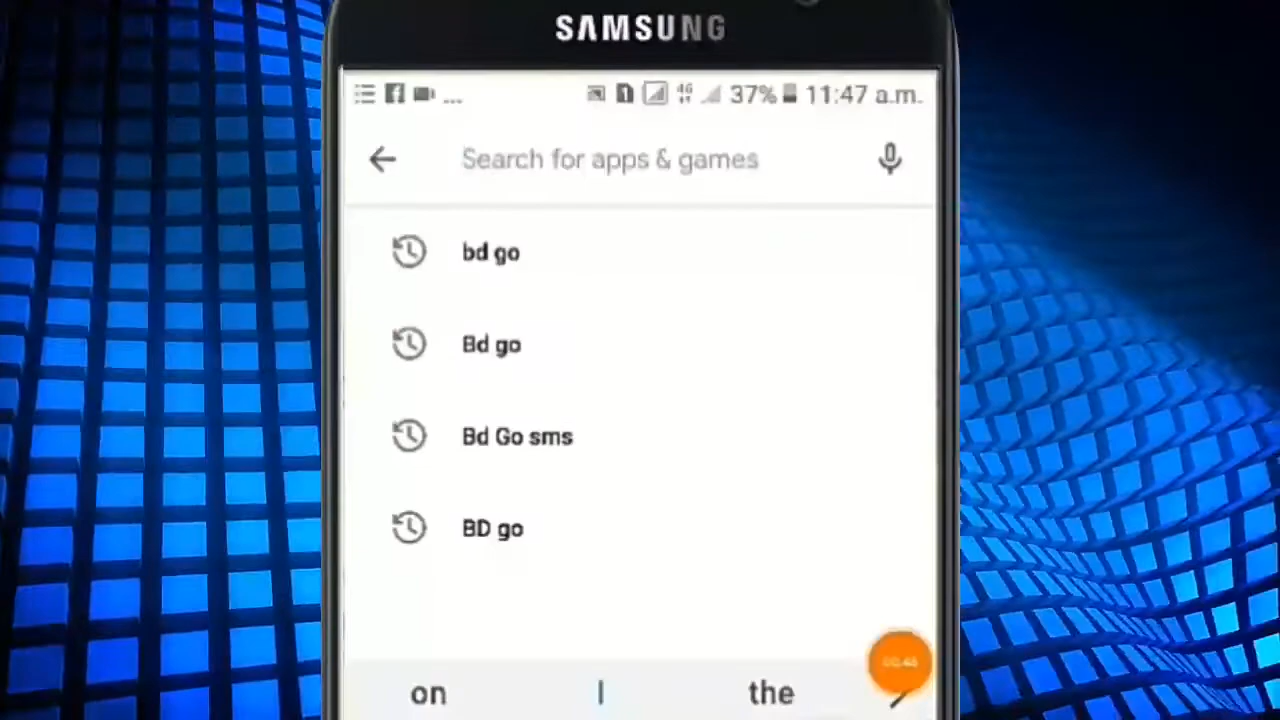 SAMSUNG
... 4G 37% 11:47 a.m.
Search for apps & games
bd go
Bd go
Bd Go sms
BD go
on I the